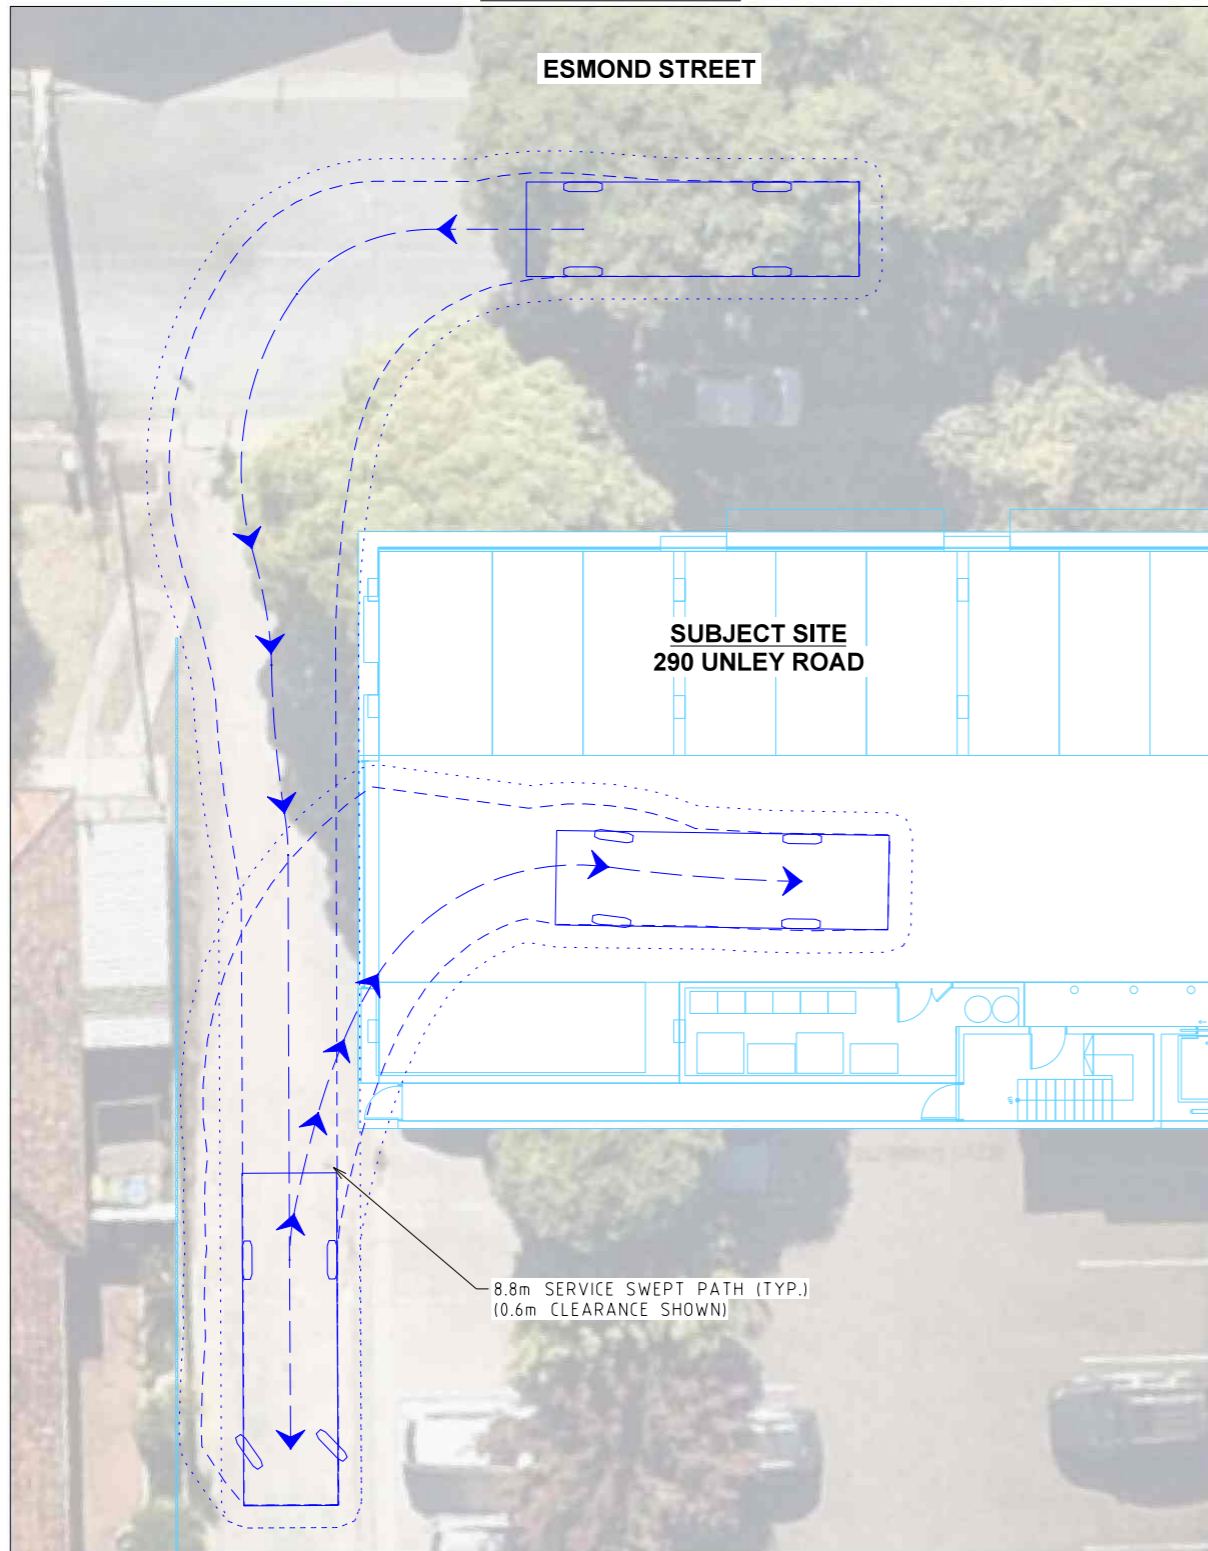 ESMOND STREET
SUBJECT SITE
290 UNLEY ROAD
8.8m SERVICE SWEPT PATH (TYP.)
(0.6m CLEARANCE SHOWN)